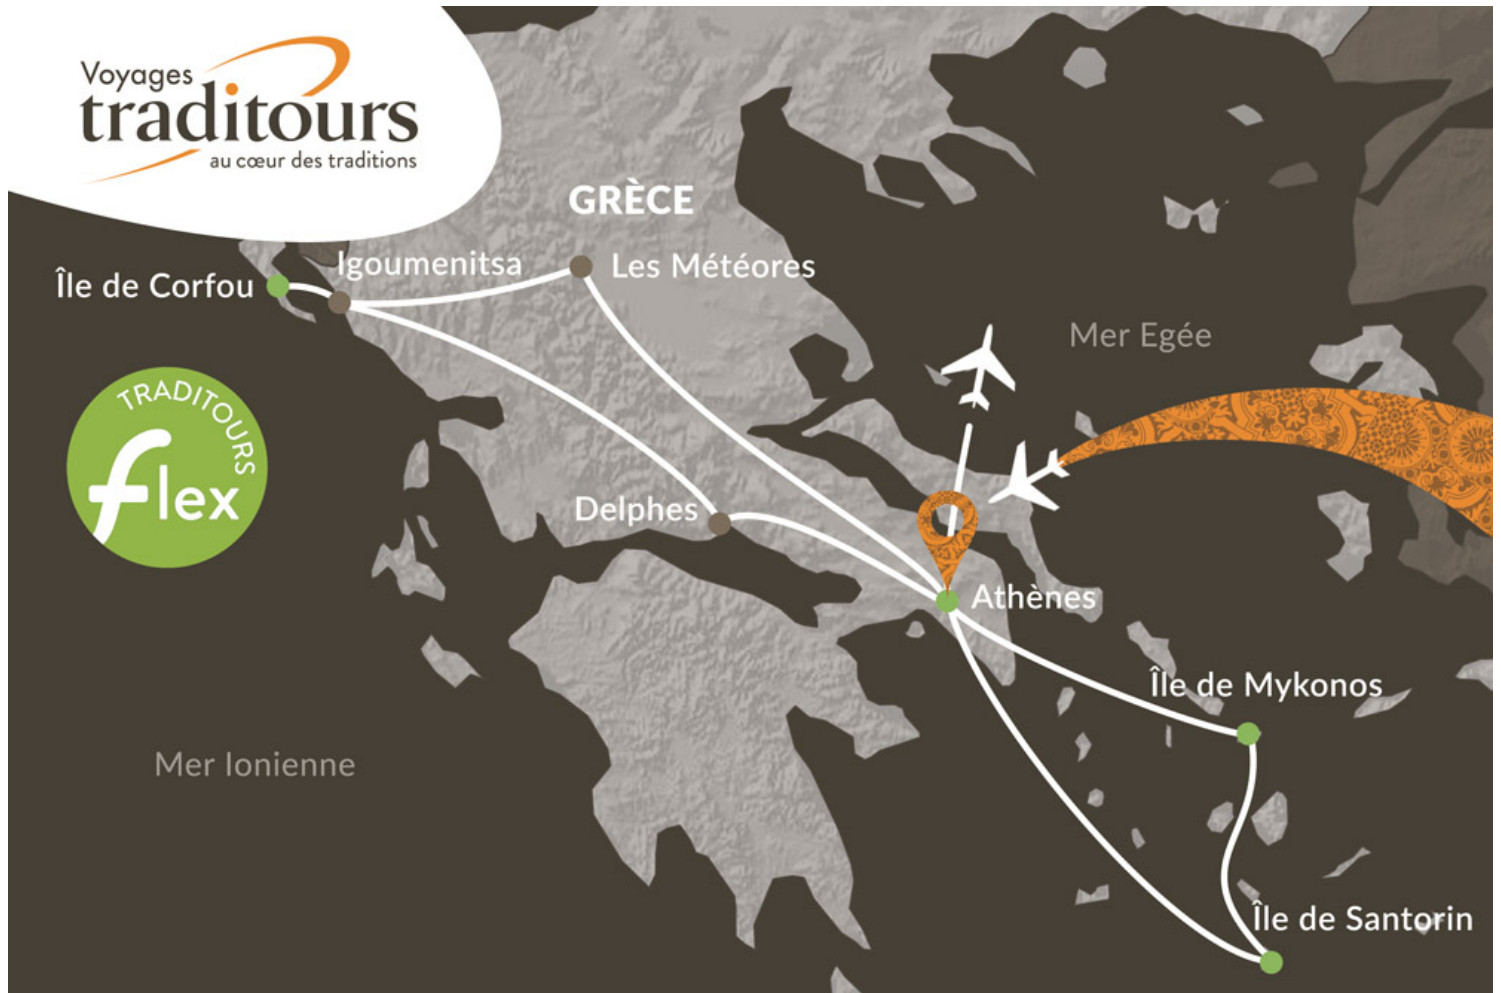 Voyages
traditours
au cœur des traditions
GRÈCE
Igoumenitsa
Les Météores
Île de Corfou
Mer Egée
TRADITOURS
flex
Delphes
Athènes
Île de Mykonos
Mer Ionienne
Île de Santorin